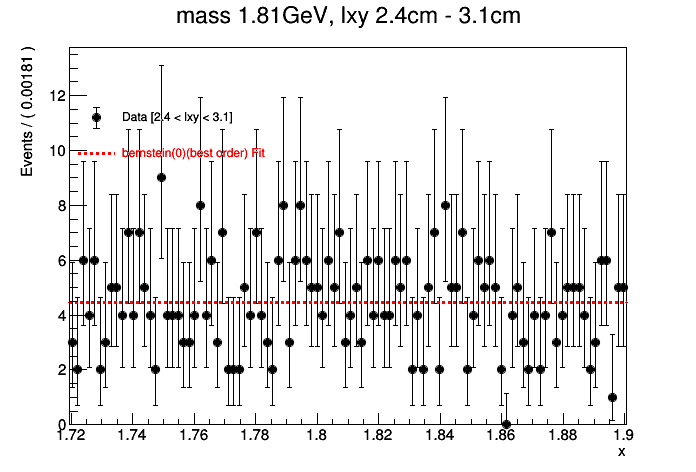 mass 1.81GeV, lxy 2.4cm - 3.1cm
Events / ( 0.00181 )
12
10
8
6
4
2
0
Data [2.4 < lxy < 3.1]
bernstein(0)(best order) Fit
1.72 1.74 1.76 1.78 1.8 1.82 1.84 1.86 1.88 1.9
x